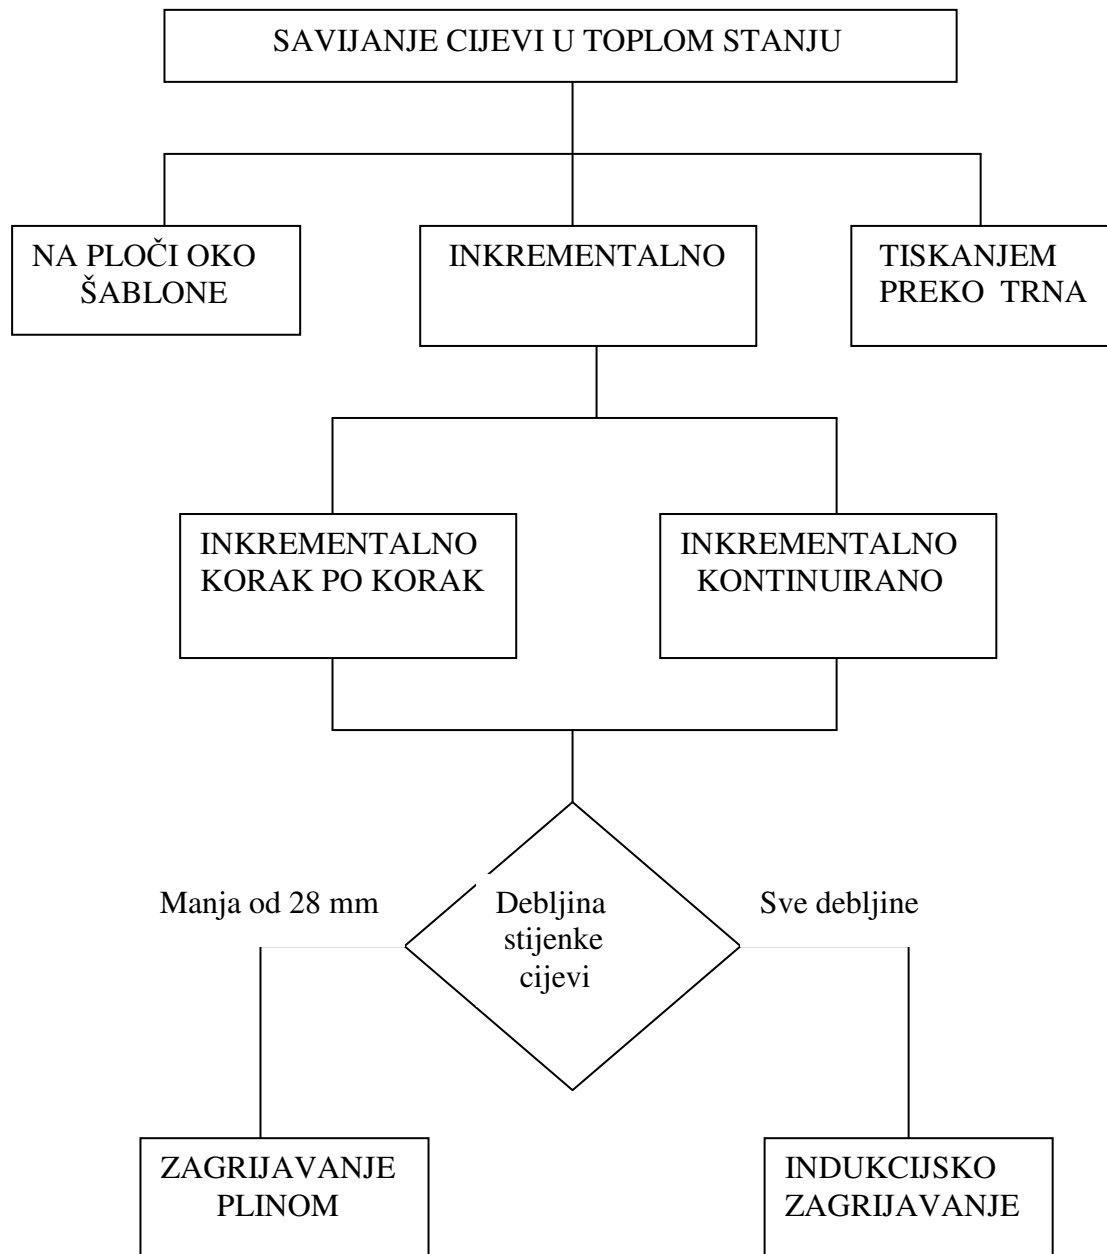 SAVIJANJE CIJEVI U TOPLOM STANJU
NA PLOČI OKO
ŠABLONE
INKREMENTALNO
TISKANJEM
PREKO TRNA
INKREMENTALNO
KORAK PO KORAK
INKREMENTALNO
KONTINUIRANO
Manja od 28 mm
Debljina
stijenke
cijevi
Sve debljine
ZAGRIJAVANJE
PLINOM
INDUKCIJSKO
ZAGRIJAVANJE